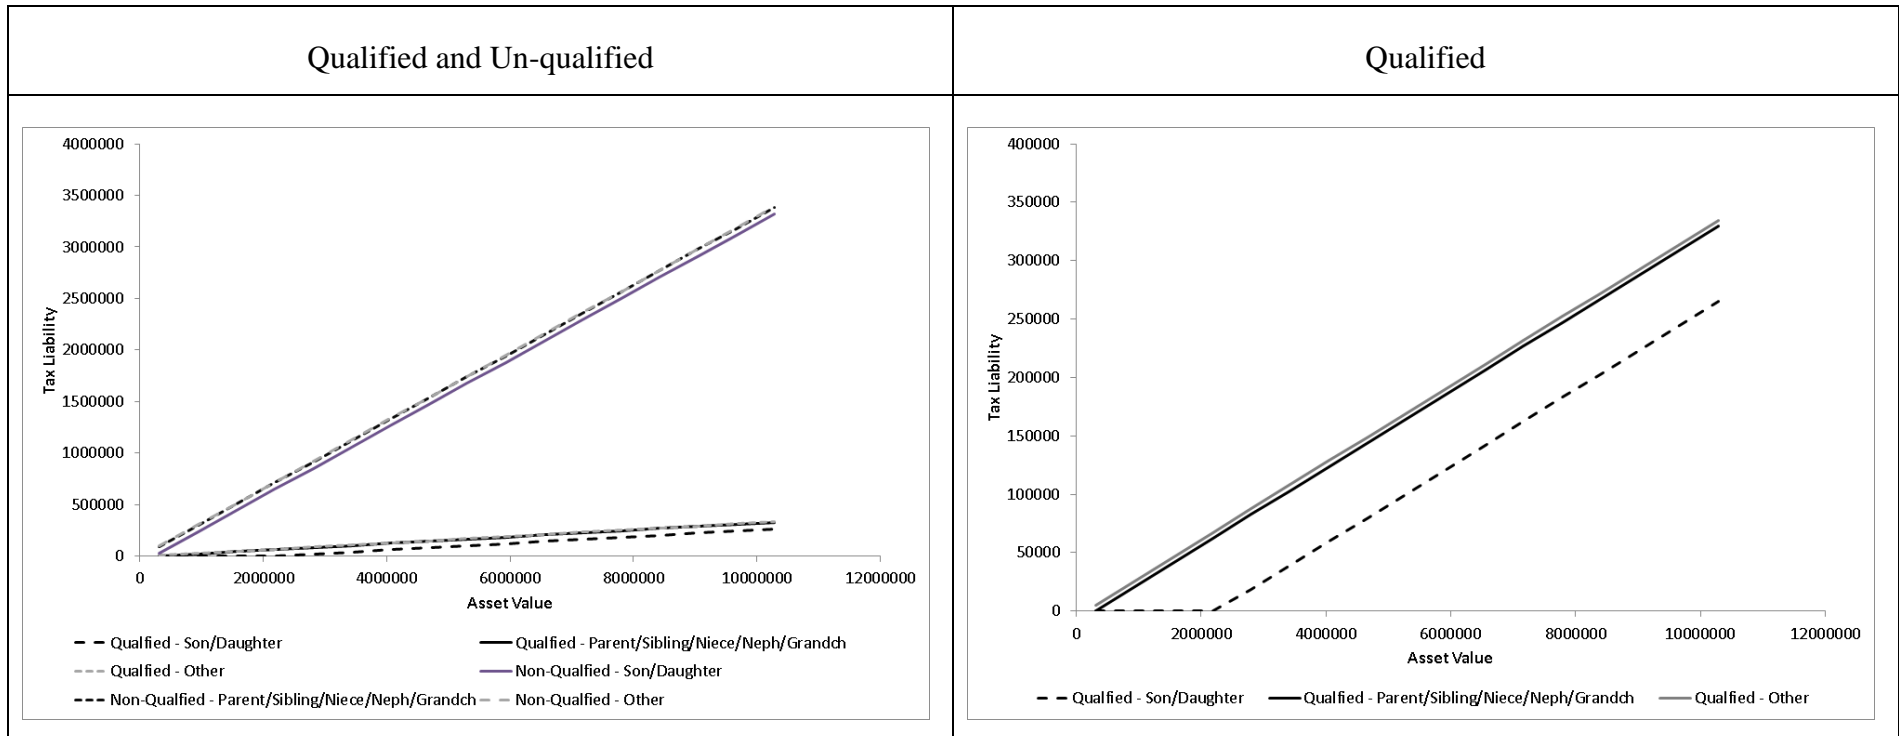 Qualified and Un-qualified
Qualified
4000000
3500000
3000000
2500000
2000000
1500000
1000000
500000
0
Tax Liability
0 2000000 4000000 6000000 8000000 10000000 12000000
Asset Value
Qualfied - Son/Daughter
Qualfied - Parent/Sibling/Niece/Neph/Grandch
Qualfied - Other
Non-Qualfied - Son/Daughter
Non-Qualfied - Parent/Sibling/Niece/Neph/Grandch
Non-Qualfied - Other
400000
350000
300000
250000
200000
150000
100000
50000
0
Tax Liability
0 2000000 4000000 6000000 8000000 10000000 12000000
Asset Value
Qualfied - Son/Daughter
Qualfied - Parent/Sibling/Niece/Neph/Grandch
Qualfied - Other